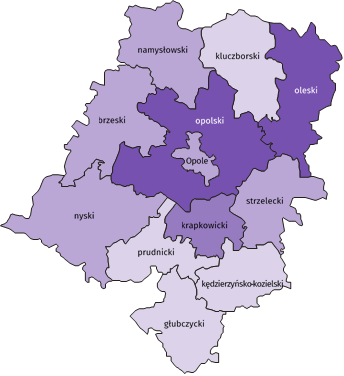 namysłowski
kluczborski
oleski
brzeski
opolski
Opole
strzelecki
nyski
krapkowicki
prudnicki
kędzierzyńsko-kozielski
głubczycki